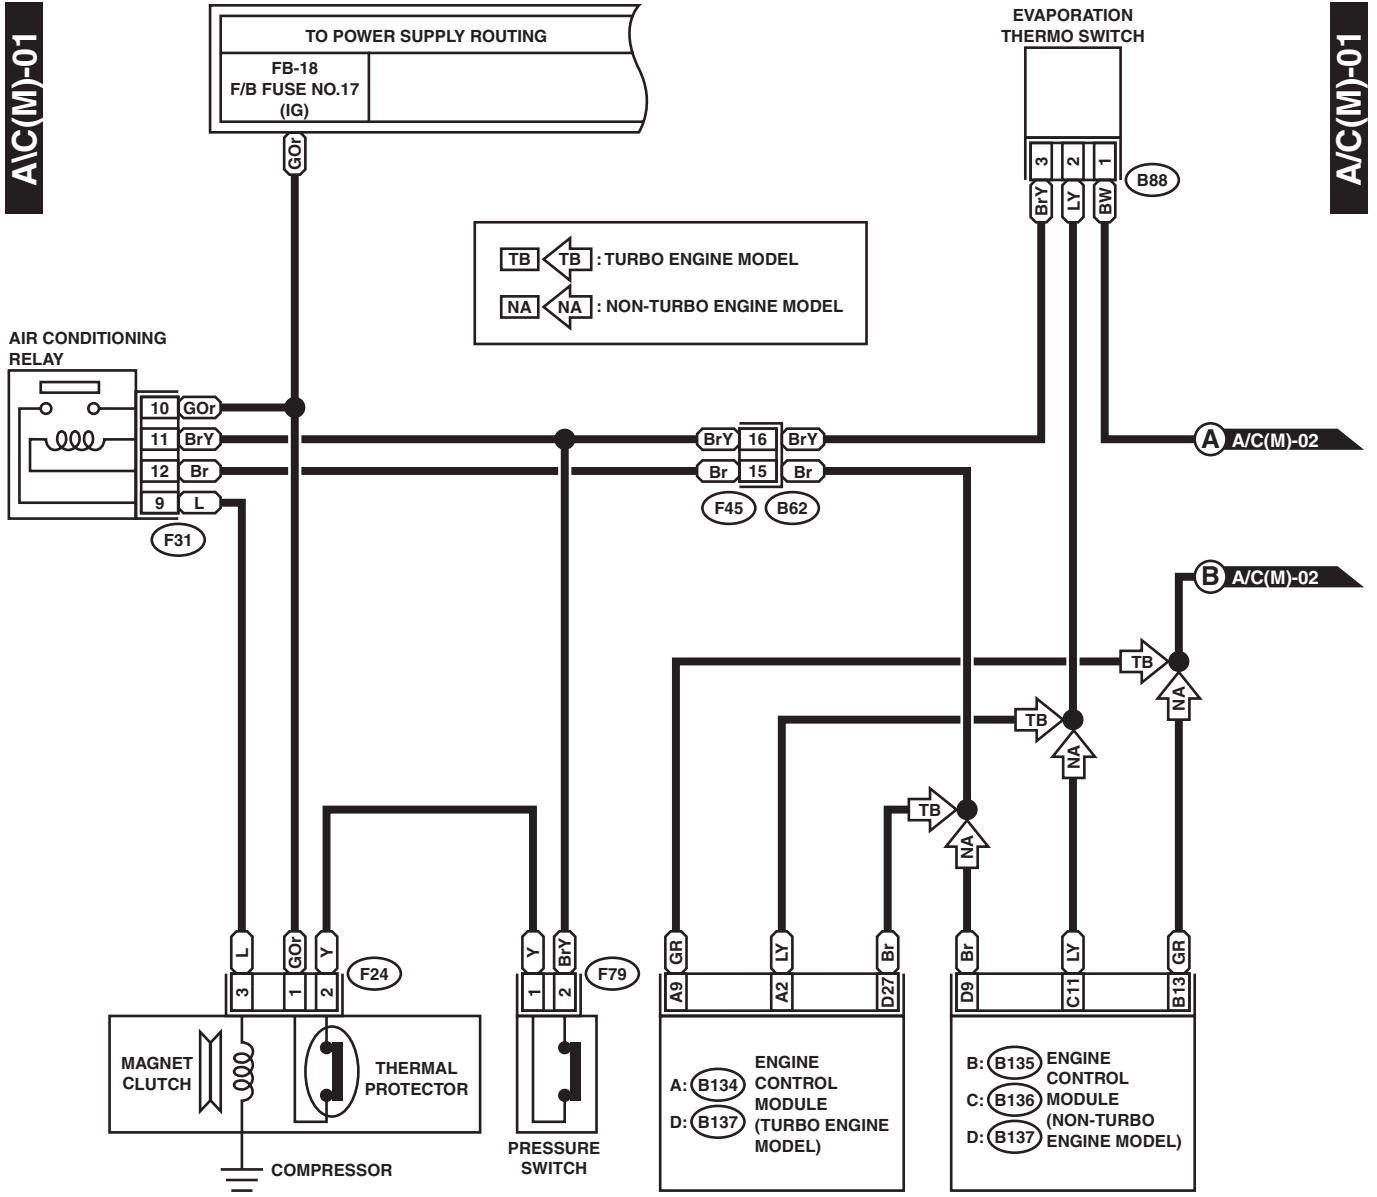 A\C(M)-01
TO POWER SUPPLY ROUTING
FB-18
F/B FUSE NO.17
(IG)
GOr
EVAPORATION
THERMO SWITCH
3 2 1
B88
BrY LY BW
A/C(M)-01
TB TB : TURBO ENGINE MODEL
NA NA : NON-TURBO ENGINE MODEL
AIR CONDITIONING
RELAY
10 GOr
11 BrY
12 Br
9 L
F31
BrY 16 BrY
Br 15 Br
F45 B62
A A/C(M)-02
B A/C(M)-02
TB
NA
TB
NA
TB
NA
L GOr Y
F24
3 1 2
Y BrY
F79
1 2
GR LY Br
A9 A2 D27
Br LY GR
D9 C11 B13
MAGNET
CLUTCH
THERMAL
PROTECTOR
COMPRESSOR
PRESSURE
SWITCH
A: B134
D: B137
ENGINE
CONTROL
MODULE
(TURBO ENGINE
MODEL)
B: B135
C: B136
D: B137
ENGINE
CONTROL
MODULE
(NON-TURBO
ENGINE MODEL)